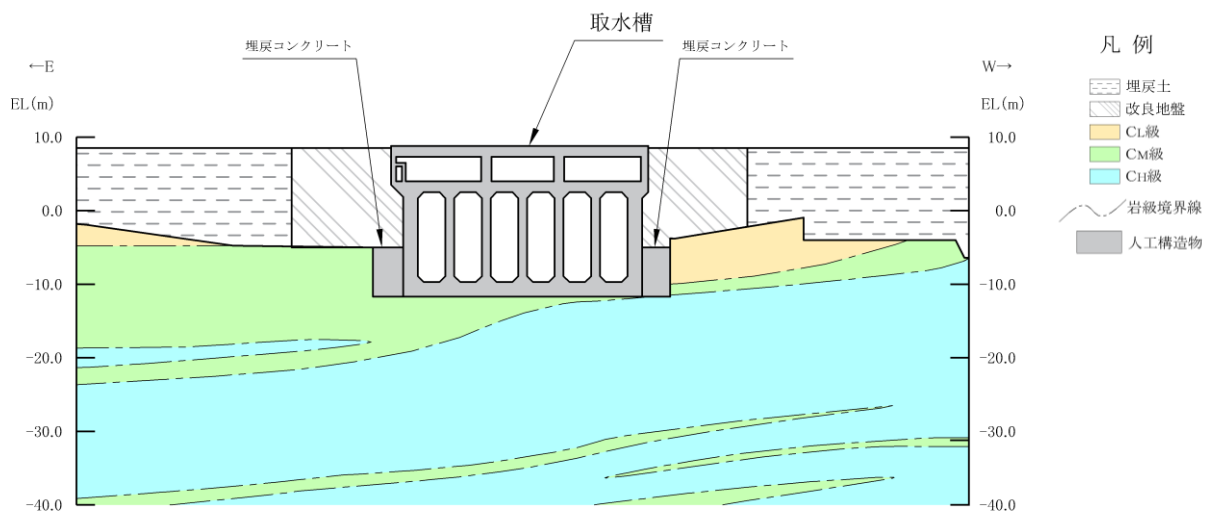 取水槽
埋戻コンクリート
埋戻コンクリート
←E
W→
EL(m)
EL(m)
10.0
0.0
-10.0
-20.0
-30.0
-40.0
10.0
0.0
-10.0
-20.0
-30.0
-40.0
凡 例
埋戻土
改良地盤
CL級
CM級
CH級
岩級境界線
人工構造物